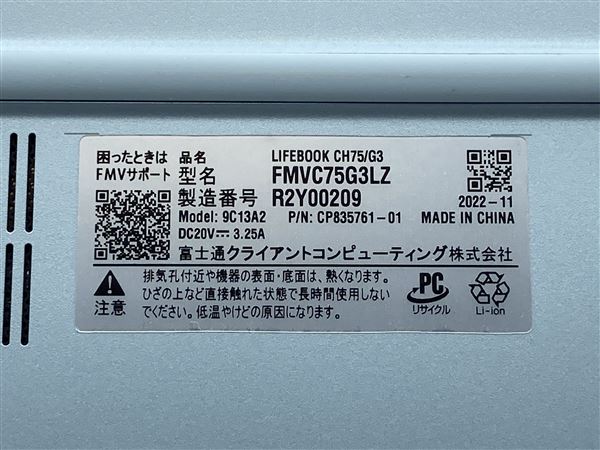 困ったときは 品名 LIFEBOOK CH75/G3
FMVサポート 型名 FMVC75G3LZ
製造番号 R2Y00209 2022-11
Model: 9C13A2 P/N: CP835761-01 MADE IN CHINA
DC20V⎓ 3.25A
富士通クライアントコンピューティング株式会社
注意
排気孔付近や機器の表面・底面は、熱くなります。
ひざの上など直接触れた状態で長時間使用しない
でください。低温やけどの原因になります。
PC
リサイクル
Li-ion